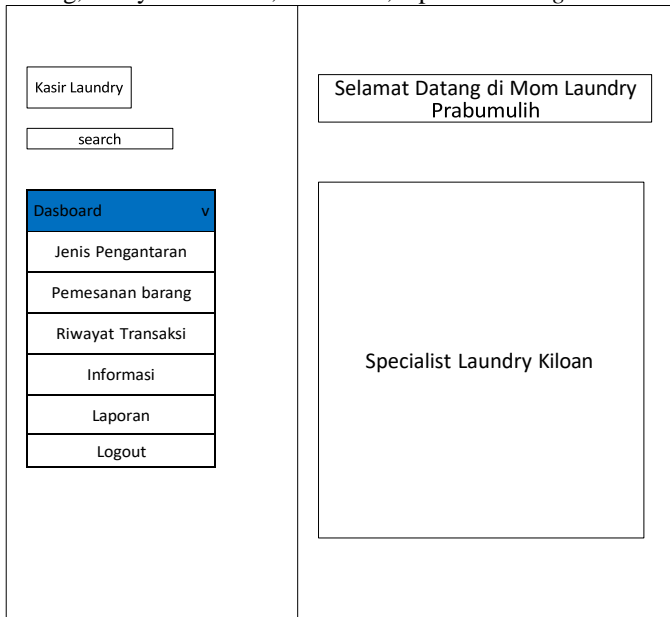 Kasir Laundry
search
Dasboard v
Jenis Pengantaran
Pemesanan barang
Riwayat Transaksi
Informasi
Laporan
Logout
Selamat Datang di Mom Laundry
Prabumulih
Specialist Laundry Kiloan